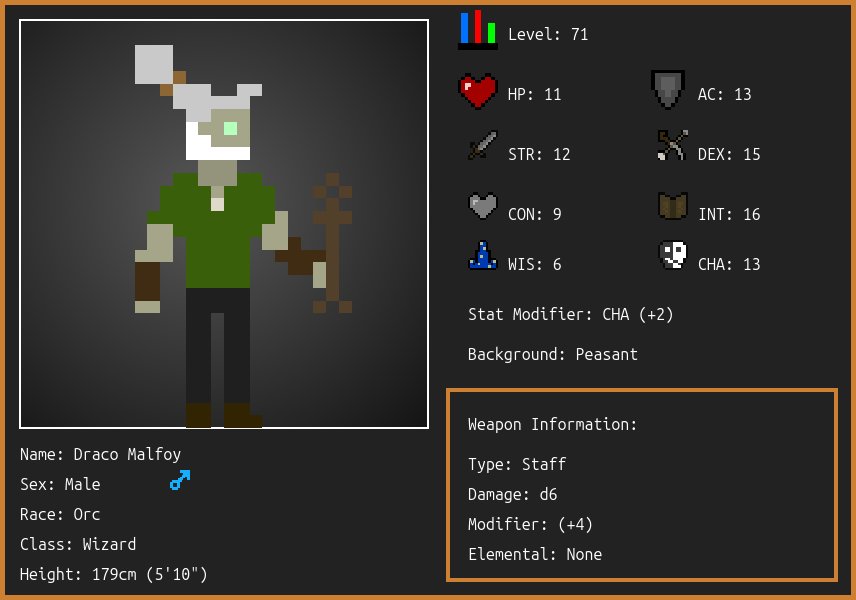 Level: 71
HP: 11
AC: 13
STR: 12
DEX: 15
CON: 9
INT: 16
WIS: 6
CHA: 13
Stat Modifier: CHA (+2)
Background: Peasant
Weapon Information:
Type: Staff
Damage: d6
Modifier: (+4)
Elemental: None
Name: Draco Malfoy
Sex: Male
Race: Orc
Class: Wizard
Height: 179cm (5'10")